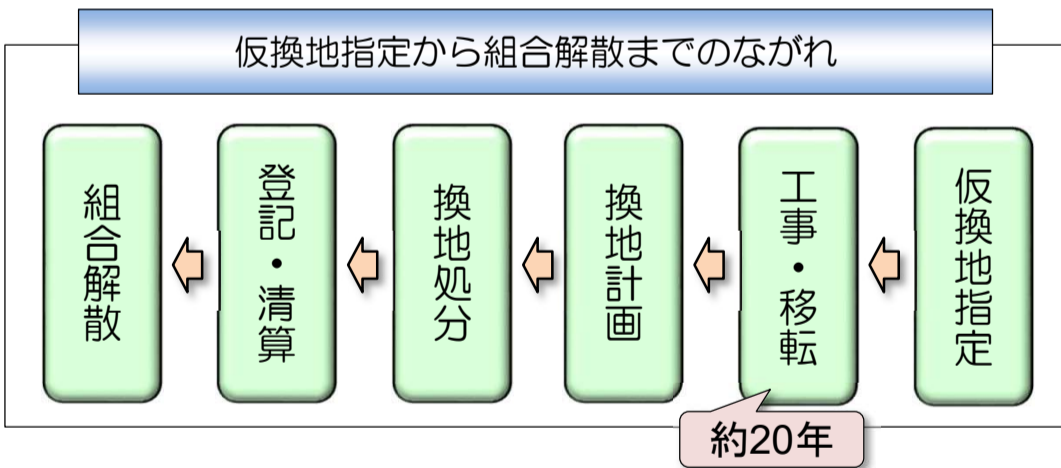 仮換地指定から組合解散までのながれ
仮換地指定
工事・移転
換地計画
換地処分
登記・清算
組合解散
約20年